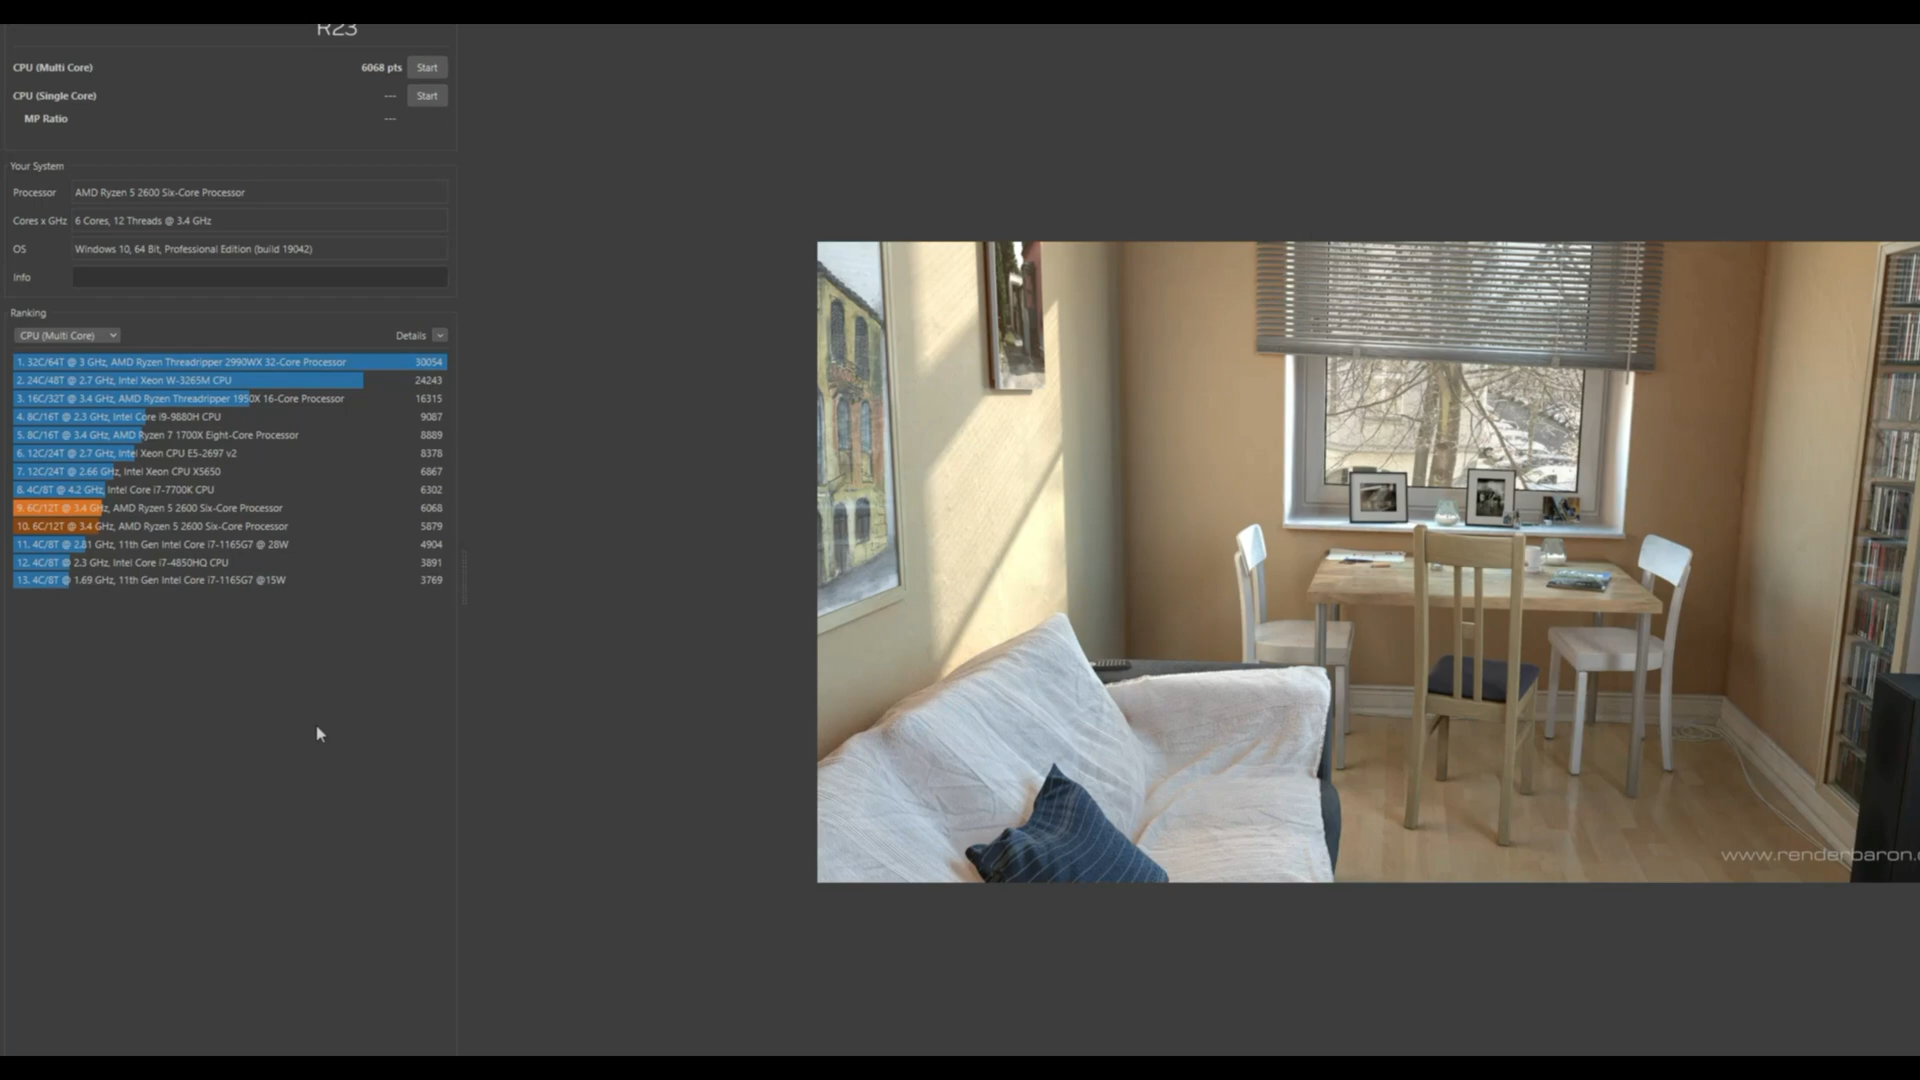 R23
CPU (Multi Core) 6068 pts Start
CPU (Single Core) --- Start
MP Ratio ---
Your System
Processor AMD Ryzen 5 2600 Six-Core Processor
Cores x GHz 6 Cores, 12 Threads @ 3.4 GHz
OS Windows 10, 64 Bit, Professional Edition (build 19042)
Info
Ranking
CPU (Multi Core) Details
1. 32C/64T @ 3 GHz, AMD Ryzen Threadripper 2990WX 32-Core Processor 30054
2. 24C/48T @ 2.7 GHz, Intel Xeon W-3265M CPU 24243
3. 16C/32T @ 3.4 GHz, AMD Ryzen Threadripper 1950X 16-Core Processor 16315
4. 8C/16T @ 2.3 GHz, Intel Core i9-9880H CPU 9087
5. 8C/16T @ 3.4 GHz, AMD Ryzen 7 1700X Eight-Core Processor 8889
6. 12C/24T @ 2.7 GHz, Intel Xeon CPU E5-2697 v2 8378
7. 12C/24T @ 2.66 GHz, Intel Xeon CPU X5650 6867
8. 4C/8T @ 4.2 GHz, Intel Core i7-7700K CPU 6302
9. 6C/12T @ 3.4 GHz, AMD Ryzen 5 2600 Six-Core Processor 6068
10. 6C/12T @ 3.4 GHz, AMD Ryzen 5 2600 Six-Core Processor 5879
11. 4C/8T @ 2.81 GHz, 11th Gen Intel Core i7-1165G7 @ 28W 4904
12. 4C/8T @ 2.3 GHz, Intel Core i7-4850HQ CPU 3891
13. 4C/8T @ 1.69 GHz, 11th Gen Intel Core i7-1165G7 @15W 3769
www.renderbaron.